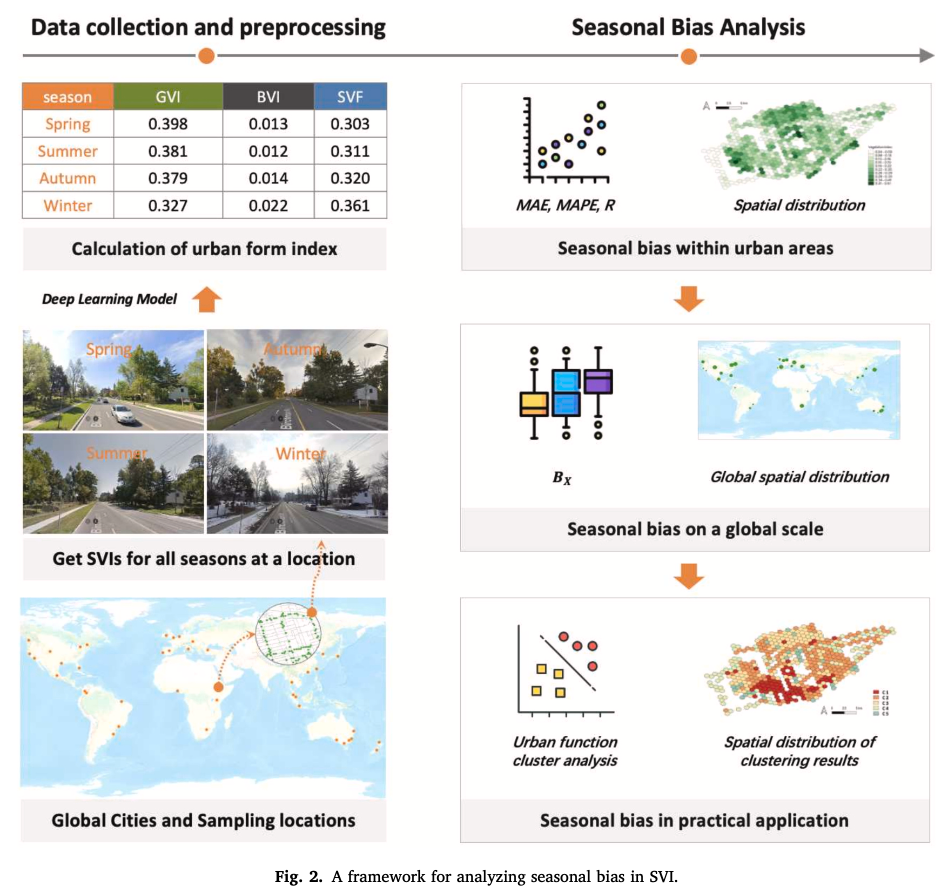 Data collection and preprocessing
Seasonal Bias Analysis
season GVI BVI SVF
Spring 0.398 0.013 0.303
Summer 0.381 0.012 0.311
Autumn 0.379 0.014 0.320
Winter 0.327 0.022 0.361
Calculation of urban form index
Deep Learning Model
Spring
Autumn
Summer
Winter
Get SVIs for all seasons at a location
Global Cities and Sampling locations
MAE, MAPE, R
A
Spatial distribution
Seasonal bias within urban areas
BX
Global spatial distribution
Seasonal bias on a global scale
Urban function
cluster analysis
C1
C2
C3
C4
C5
A
Spatial distribution of
clustering results
Seasonal bias in practical application
Fig. 2. A framework for analyzing seasonal bias in SVI.